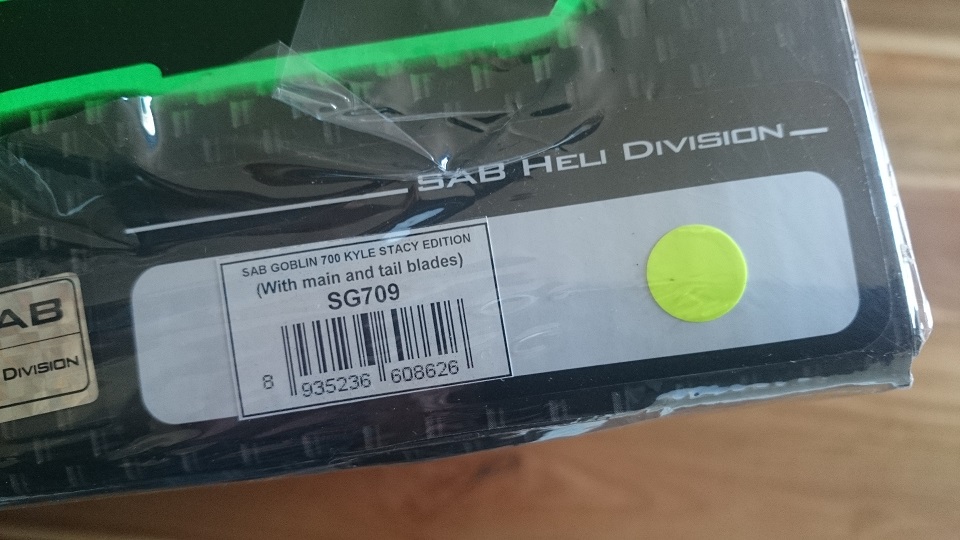 SAB HELI DIVISION
SAB GOBLIN 700 KYLE STACY EDITION
(With main and tail blades)
SG709
8 935236 608626
AB
DIVISION